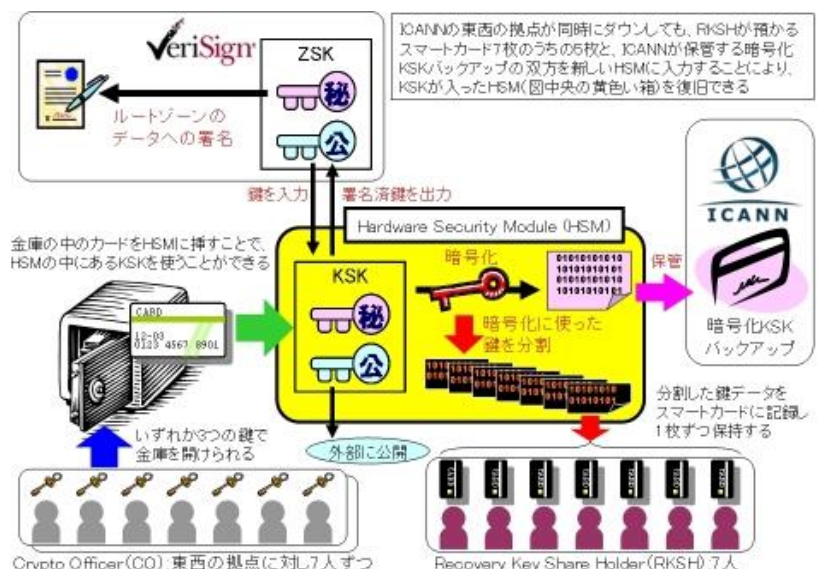 VeriSign
ZSK
秘
公
ルートゾーンの
データへの署名
ICANNの東西の拠点が同時にダウンしても、RKSHが預かる
スマートカード7枚のうちの5枚と、ICANNが保管する暗号化
KSKバックアップの双方を新しいHSMに入力することにより、
KSKが入ったHSM(図中央の黄色い箱)を復旧できる
鍵を入力
署名済鍵を出力
Hardware Security Module (HSM)
金庫の中のカードをHSMに挿すことで、
HSMの中にあるKSKを使うことができる
CARD
12-03
0123 4567 8901
KSK
秘
公
暗号化
01010101010
10101010101
01010101010
10101010101
暗号化に使った
鍵を分割
保管
ICANN
暗号化KSK
バックアップ
分割した鍵データを
スマートカードに記録し
1枚ずつ保持する
いずれか3つの鍵で
金庫を開けられる
外部に公開
Crypto Officer(CO):東西の拠点に対し7人ずつ
Recovery Key Share Holder(RKSH):7人